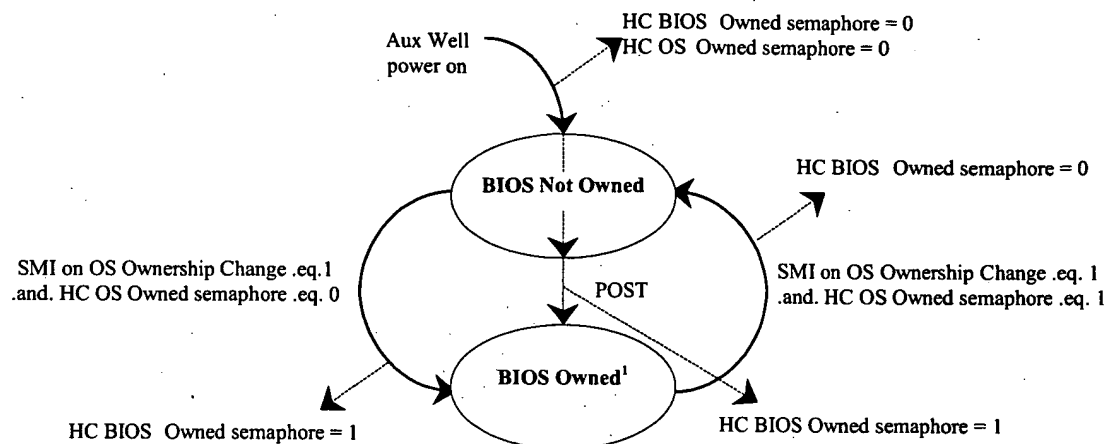 HC BIOS Owned semaphore = 0
HC OS Owned semaphore = 0
Aux Well
power on
BIOS Not Owned
HC BIOS Owned semaphore = 0
SMI on OS Ownership Change .eq.1
.and. HC OS Owned semaphore .eq. 0
SMI on OS Ownership Change .eq. 1
.and. HC OS Owned semaphore .eq. 1
POST
BIOS Owned¹
HC BIOS Owned semaphore = 1
HC BIOS Owned semaphore = 1